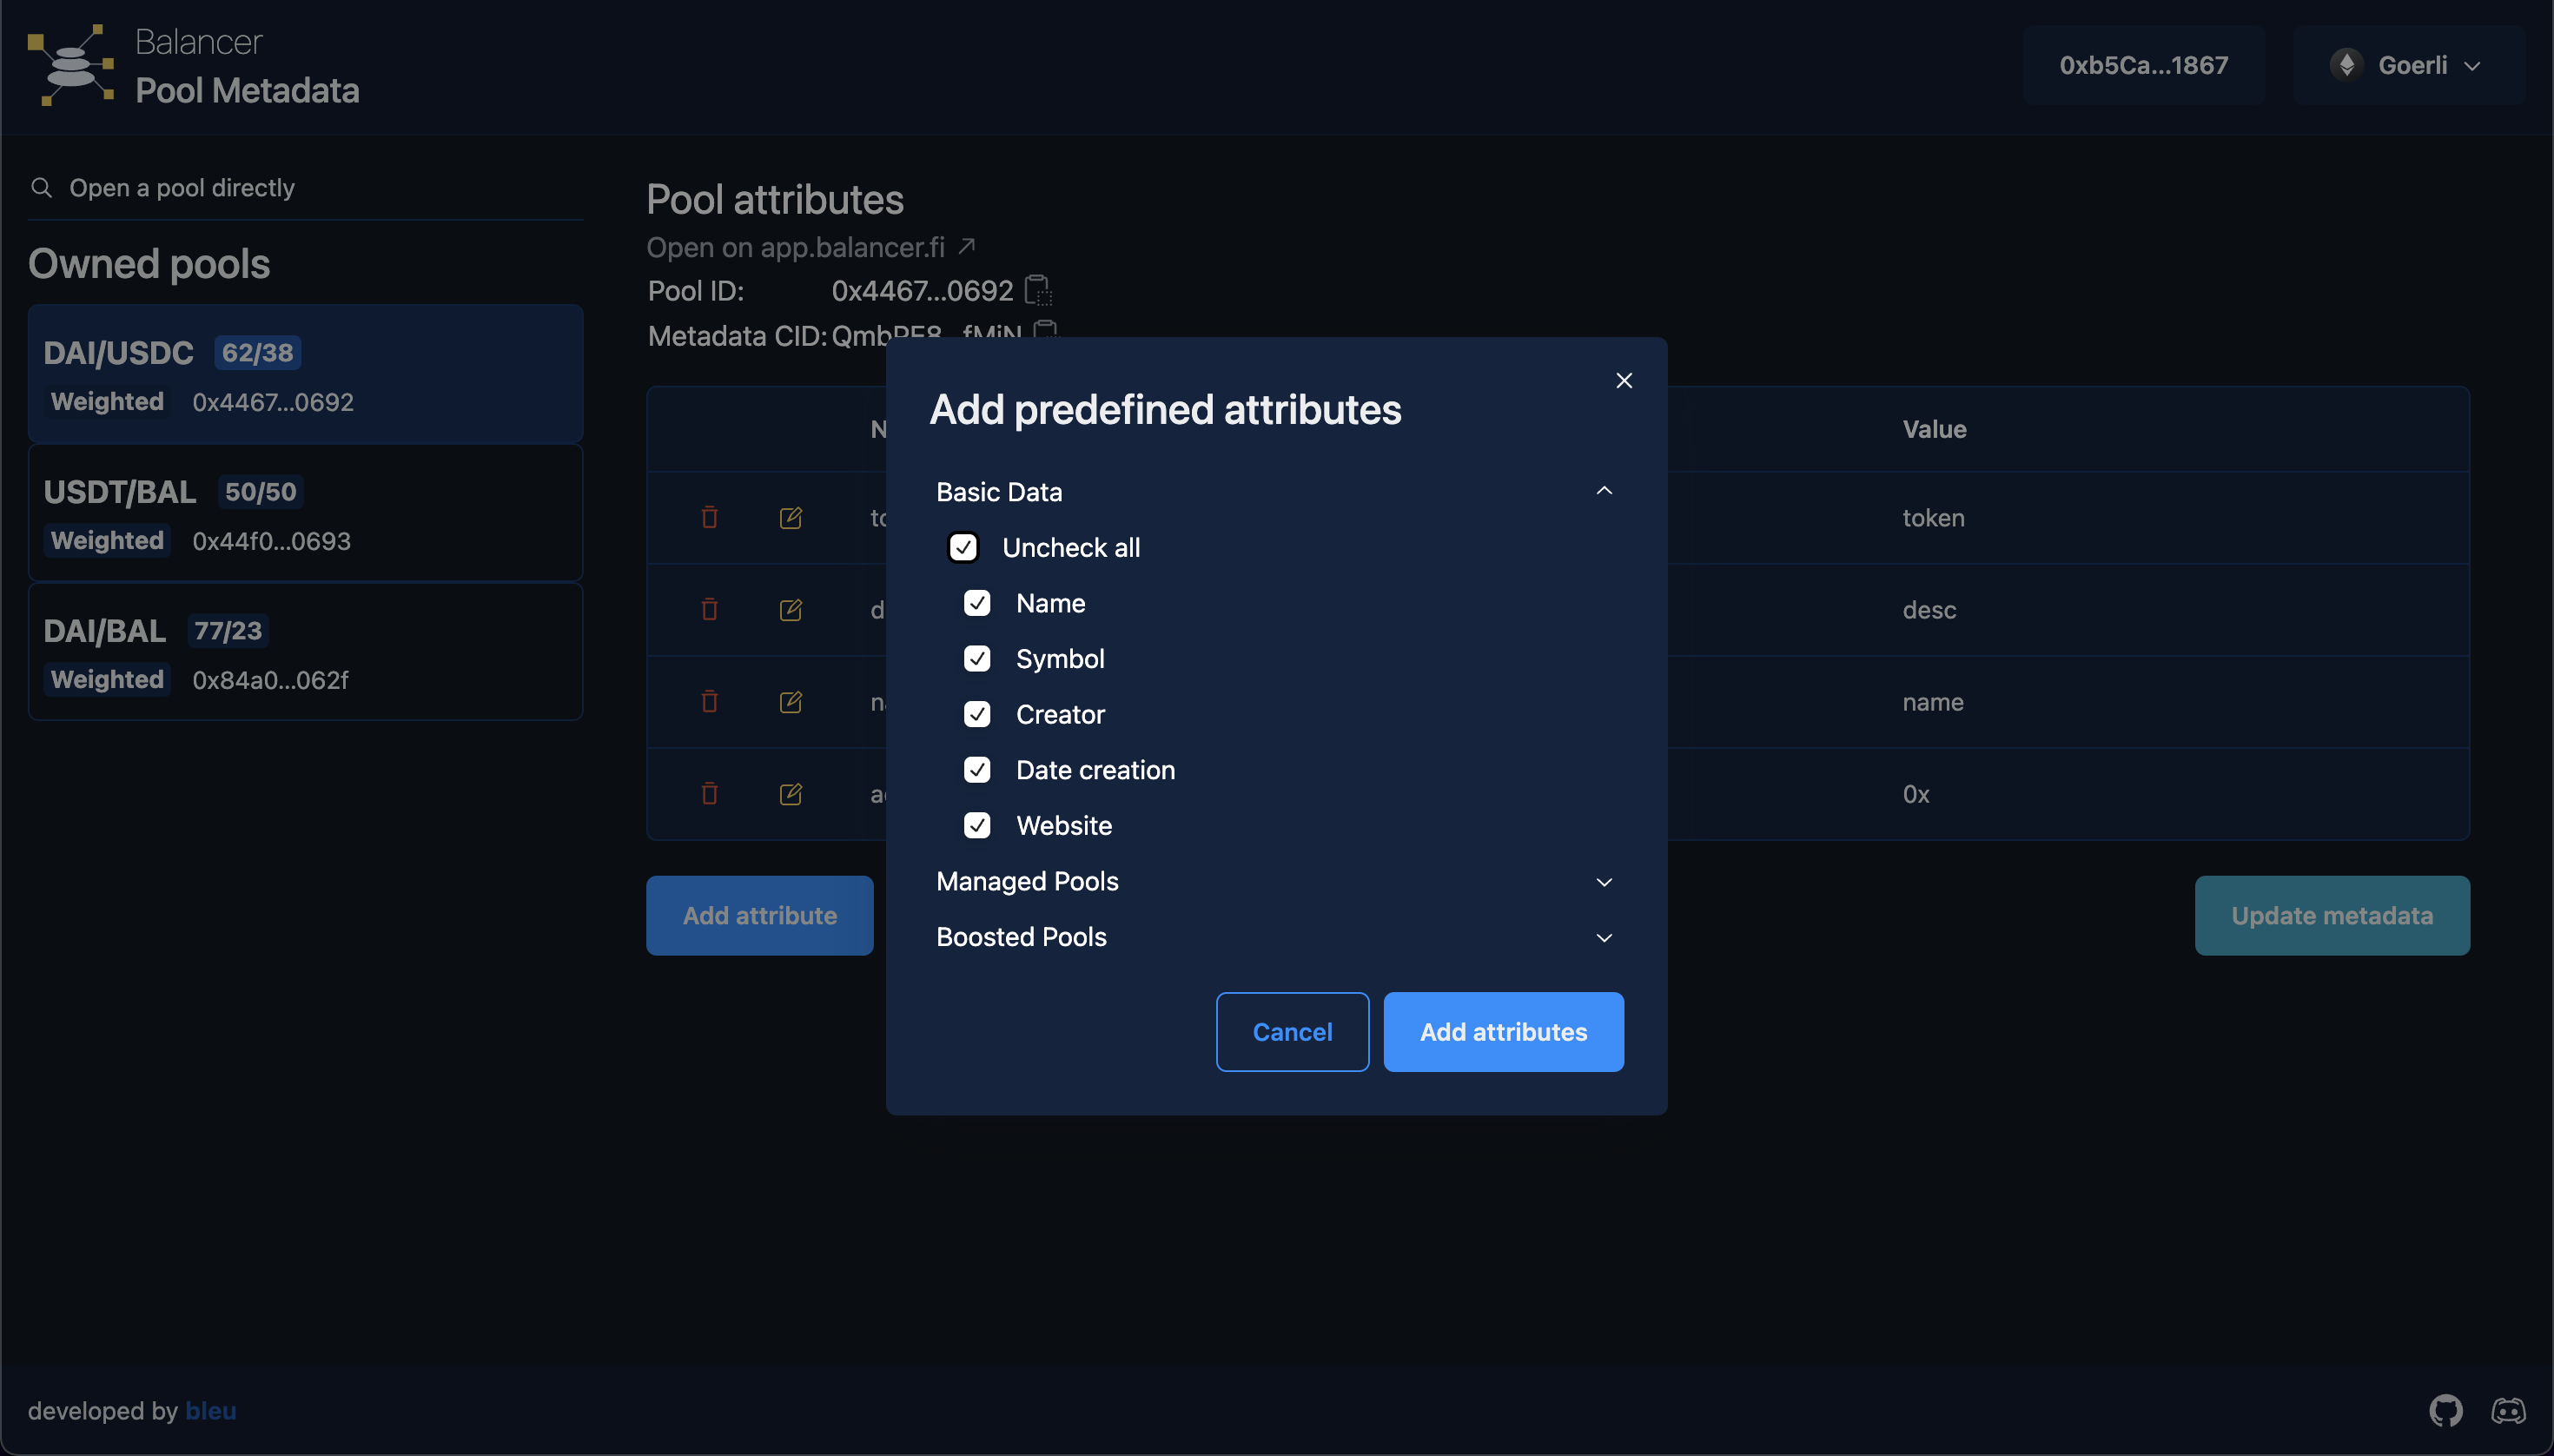 Balancer
Pool Metadata
0xb5Ca...1867
Goerli
Open a pool directly
Owned pools
DAI/USDC 62/38
Weighted 0x4467...0692
USDT/BAL 50/50
Weighted 0x44f0...0693
DAI/BAL 77/23
Weighted 0x84a0...062f
Pool attributes
Open on app.balancer.fi
Pool ID: 0x4467...0692
Metadata CID:
Value
token
desc
name
0x
Add attribute
Update metadata
Add predefined attributes
Basic Data
Uncheck all
Name
Symbol
Creator
Date creation
Website
Managed Pools
Boosted Pools
Cancel
Add attributes
developed by bleu